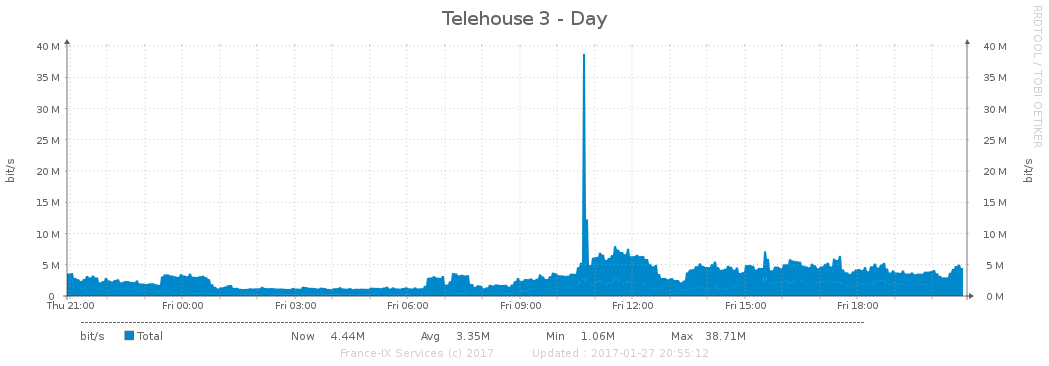 Telehouse 3 - Day
RRDTOOL / TOBI OETIKER
40 M 40 M
35 M 35 M
30 M 30 M
25 M 25 M
20 M 20 M
15 M 15 M
10 M 10 M
5 M 5 M
0 0 M
bit/s
bit/s
Thu 21:00 Fri 00:00 Fri 03:00 Fri 06:00 Fri 09:00 Fri 12:00 Fri 15:00 Fri 18:00
bit/s Total Now 4.44M Avg 3.35M Min 1.06M Max 38.71M
France-IX Services (c) 2017 Updated : 2017-01-27 20:55:12